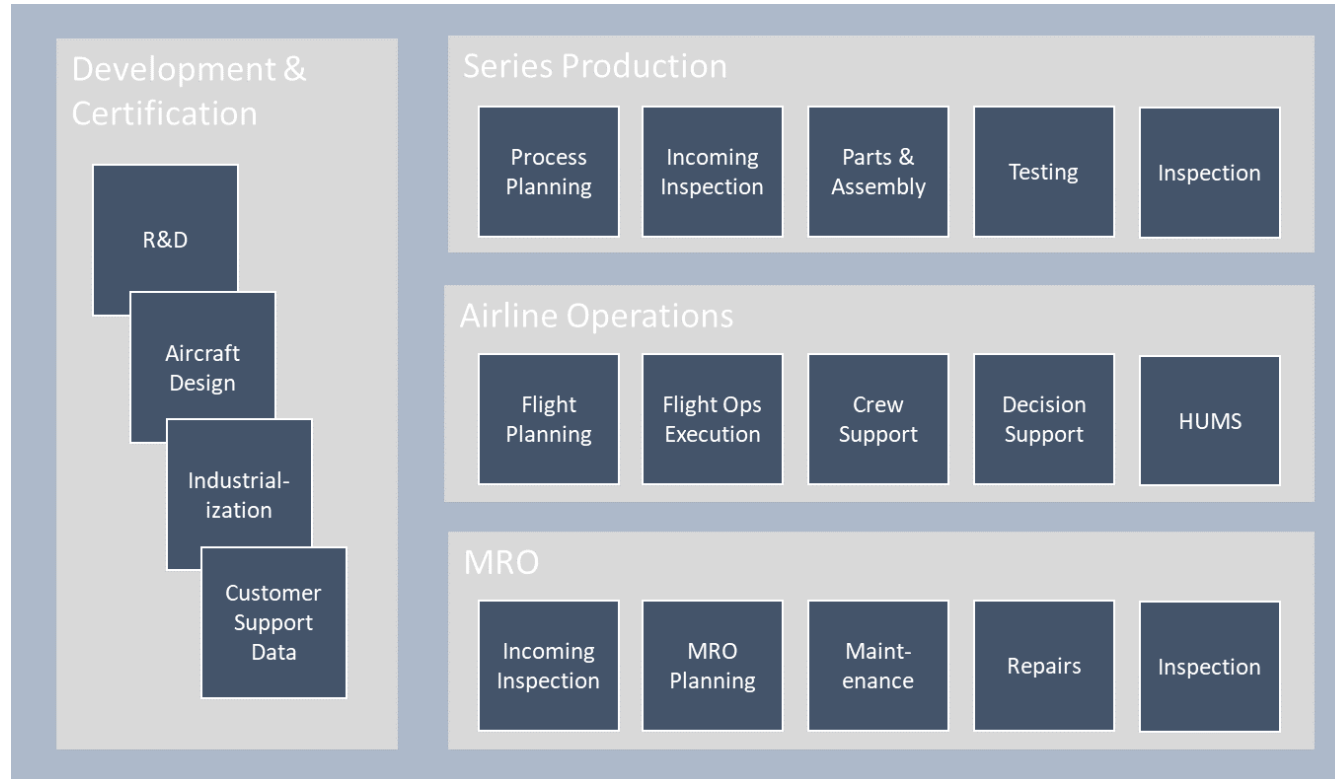 Development &
Certification
R&D
Aircraft
Design
Industrial-
ization
Customer
Support
Data
Series Production
Process
Planning
Incoming
Inspection
Parts &
Assembly
Testing
Inspection
Airline Operations
Flight
Planning
Flight Ops
Execution
Crew
Support
Decision
Support
HUMS
MRO
Incoming
Inspection
MRO
Planning
Maint-
enance
Repairs
Inspection